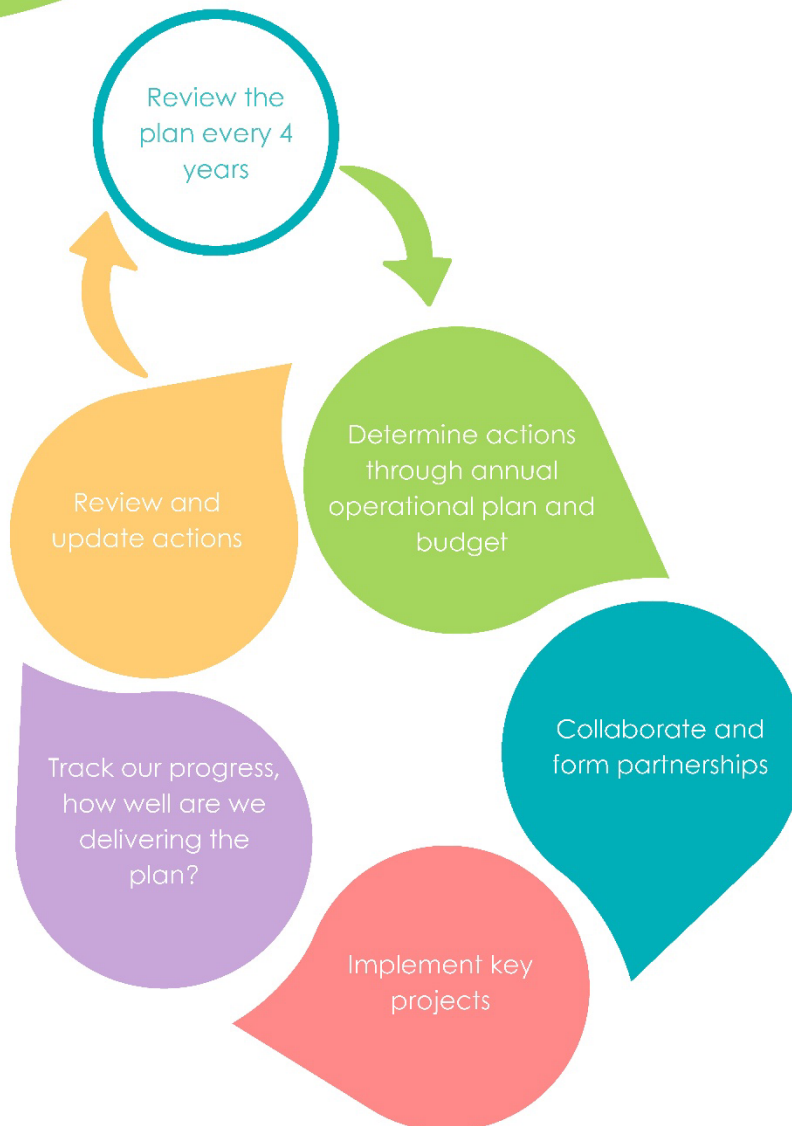 Review the
plan every 4
years
Determine actions
through annual
operational plan and
budget
Collaborate and
form partnerships
Implement key
projects
Track our progress,
how well are we
delivering the
plan?
Review and
update actions